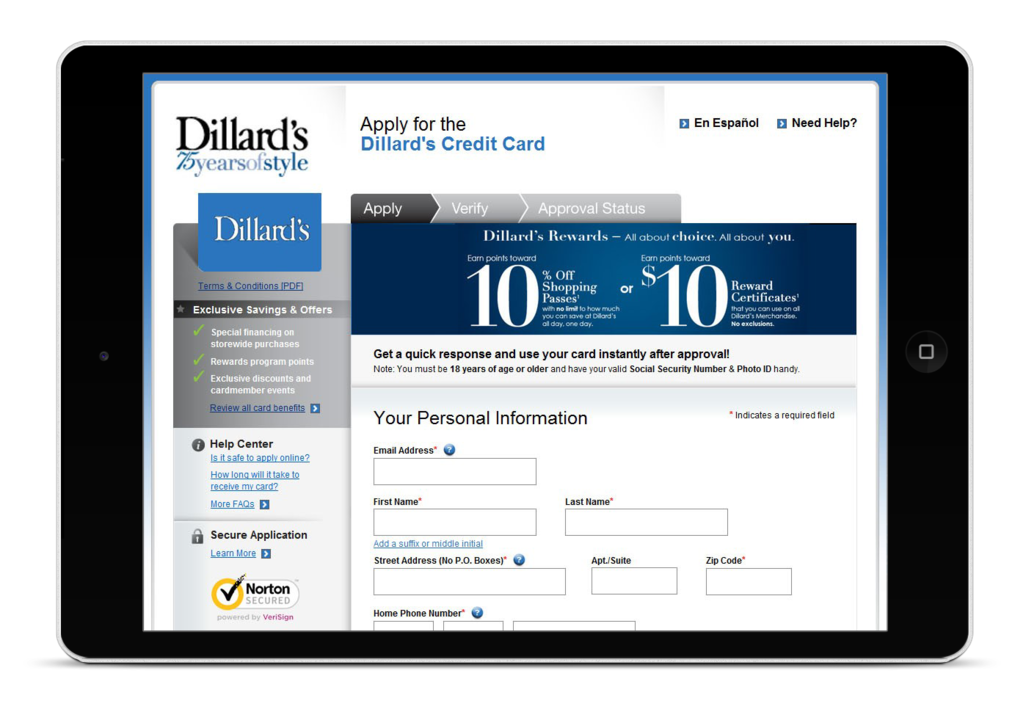 Dillard's
75yearsofstyle
Apply for the
Dillard's Credit Card
En Español
Need Help?
Dillard's
Terms & Conditions [PDF]
Exclusive Savings & Offers
Special financing on
storewide purchases
Rewards program points
Exclusive discounts and
cardmember events
Review all card benefits
Help Center
Is it safe to apply online?
How long will it take to
receive my card?
More FAQs
Secure Application
Learn More
Norton
SECURED
powered by VeriSign
Apply
Verify
Approval Status
Dillard's Rewards – All about choice. All about you.
Earn points toward
10% Off
Shopping
Passes¹
with no limit to how much
you can save at Dillard's
all day, one day.
or
Earn points toward
$10 Reward
Certificates¹
that you can use on all
Dillard's Merchandise.
No exclusions.
Get a quick response and use your card instantly after approval!
Note: You must be 18 years of age or older and have your valid Social Security Number & Photo ID handy.
Your Personal Information
* Indicates a required field
Email Address*
First Name*
Last Name*
Add a suffix or middle initial
Street Address (No P.O. Boxes)*
Apt./Suite
Zip Code*
Home Phone Number*